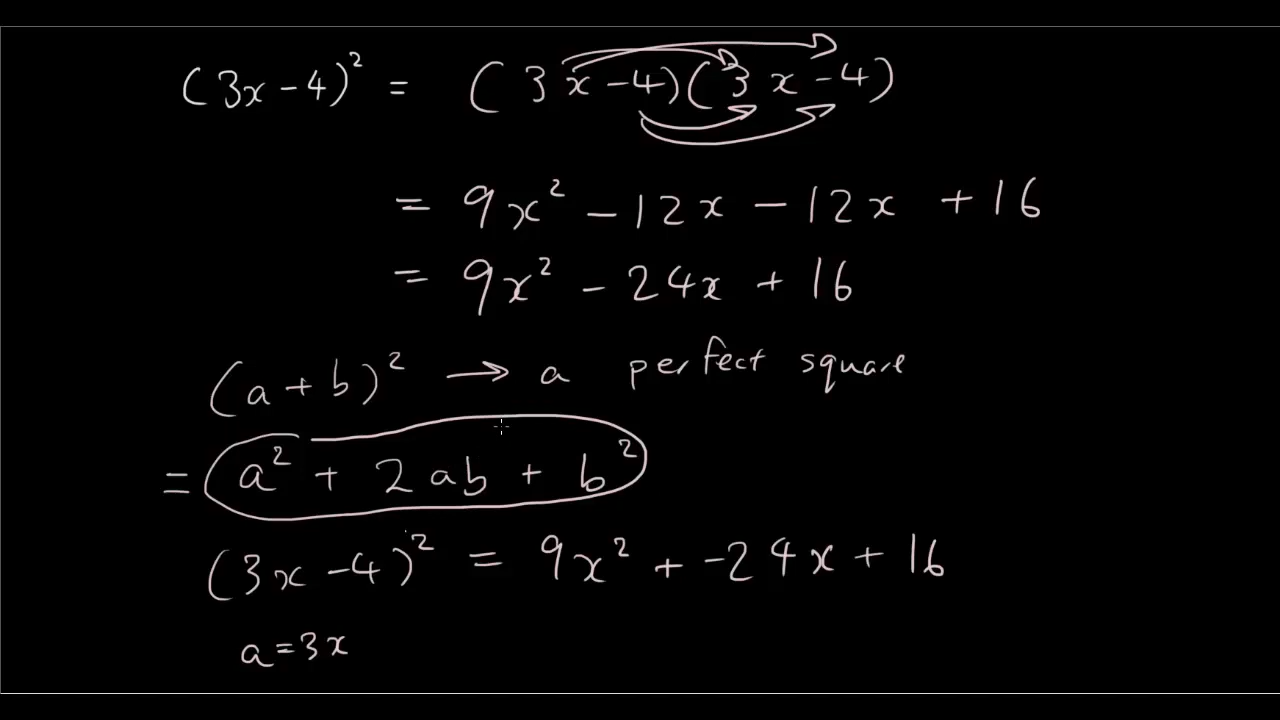 (3x - 4)² = (3x - 4)(3x - 4)
= 9x² - 12x - 12x + 16
= 9x² - 24x + 16
(a + b)² → a perfect square
= a² + 2ab + b²
(3x - 4)² = 9x² + -24x + 16
a = 3x